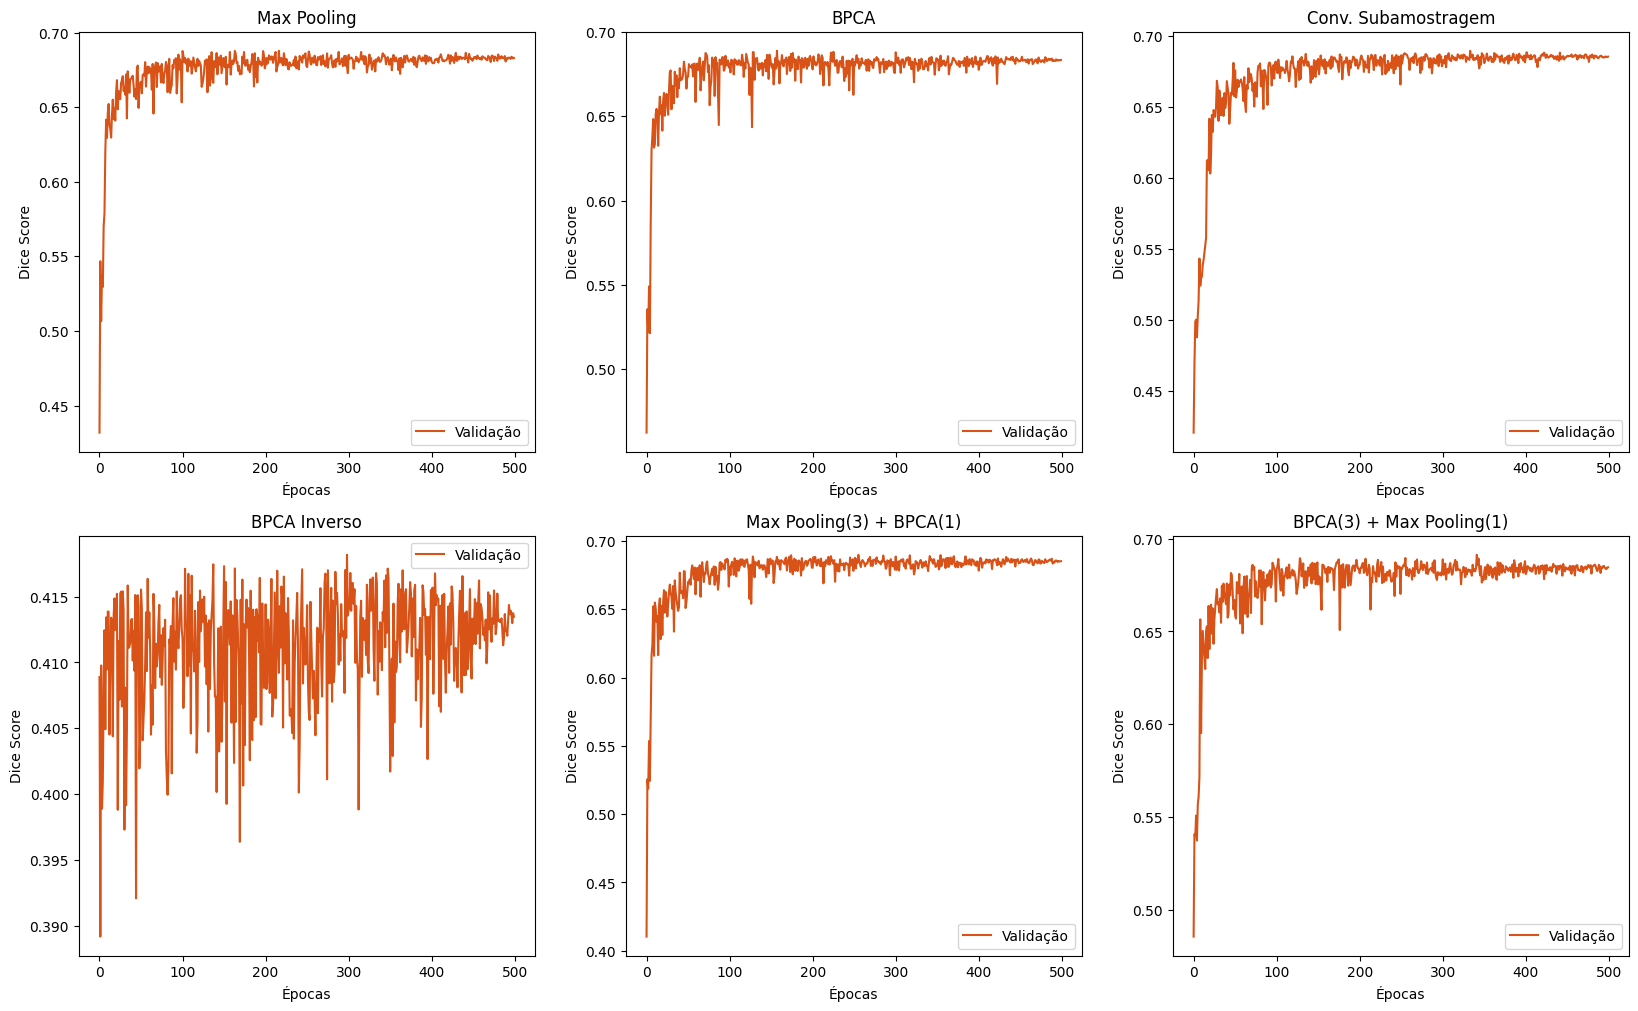 Max Pooling
BPCA
Conv. Subamostragem
0.70
0.65
0.60
0.55
0.50
0.45
Dice Score
0 100 200 300 400 500
Épocas
Validação
0.70
0.65
0.60
0.55
0.50
Dice Score
0 100 200 300 400 500
Épocas
Validação
0.70
0.65
0.60
0.55
0.50
0.45
Dice Score
0 100 200 300 400 500
Épocas
Validação
BPCA Inverso
Max Pooling(3) + BPCA(1)
BPCA(3) + Max Pooling(1)
Validação
0.415
0.410
0.405
0.400
0.395
0.390
Dice Score
0 100 200 300 400 500
Épocas
0.70
0.65
0.60
0.55
0.50
0.45
0.40
Dice Score
0 100 200 300 400 500
Épocas
Validação
0.70
0.65
0.60
0.55
0.50
Dice Score
0 100 200 300 400 500
Épocas
Validação